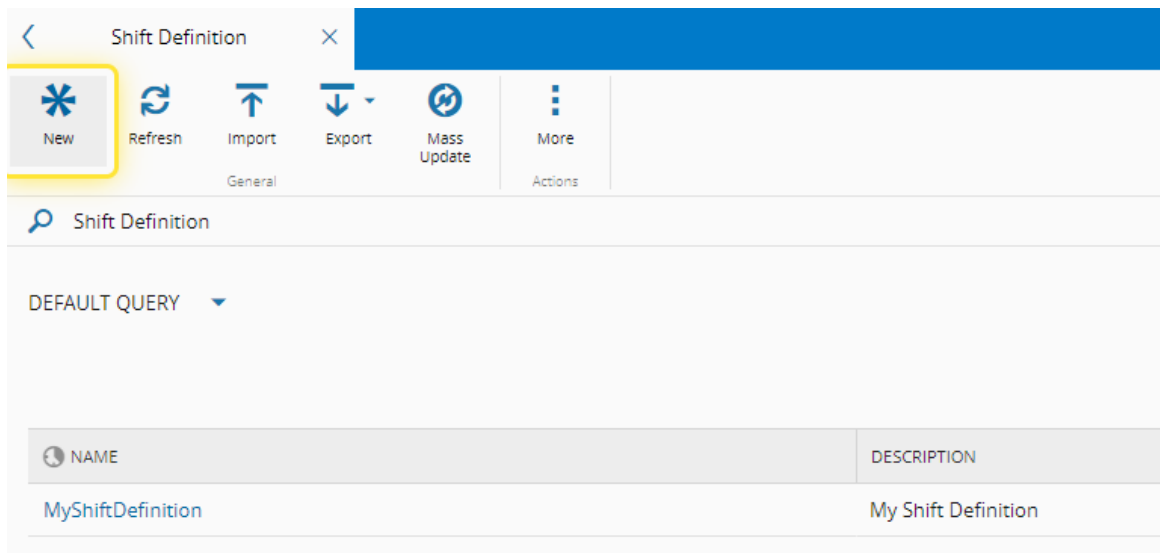 Shift Definition
New
Refresh
Import
Export
Mass
Update
More
General
Actions
Shift Definition
DEFAULT QUERY
NAME
DESCRIPTION
MyShiftDefinition
My Shift Definition